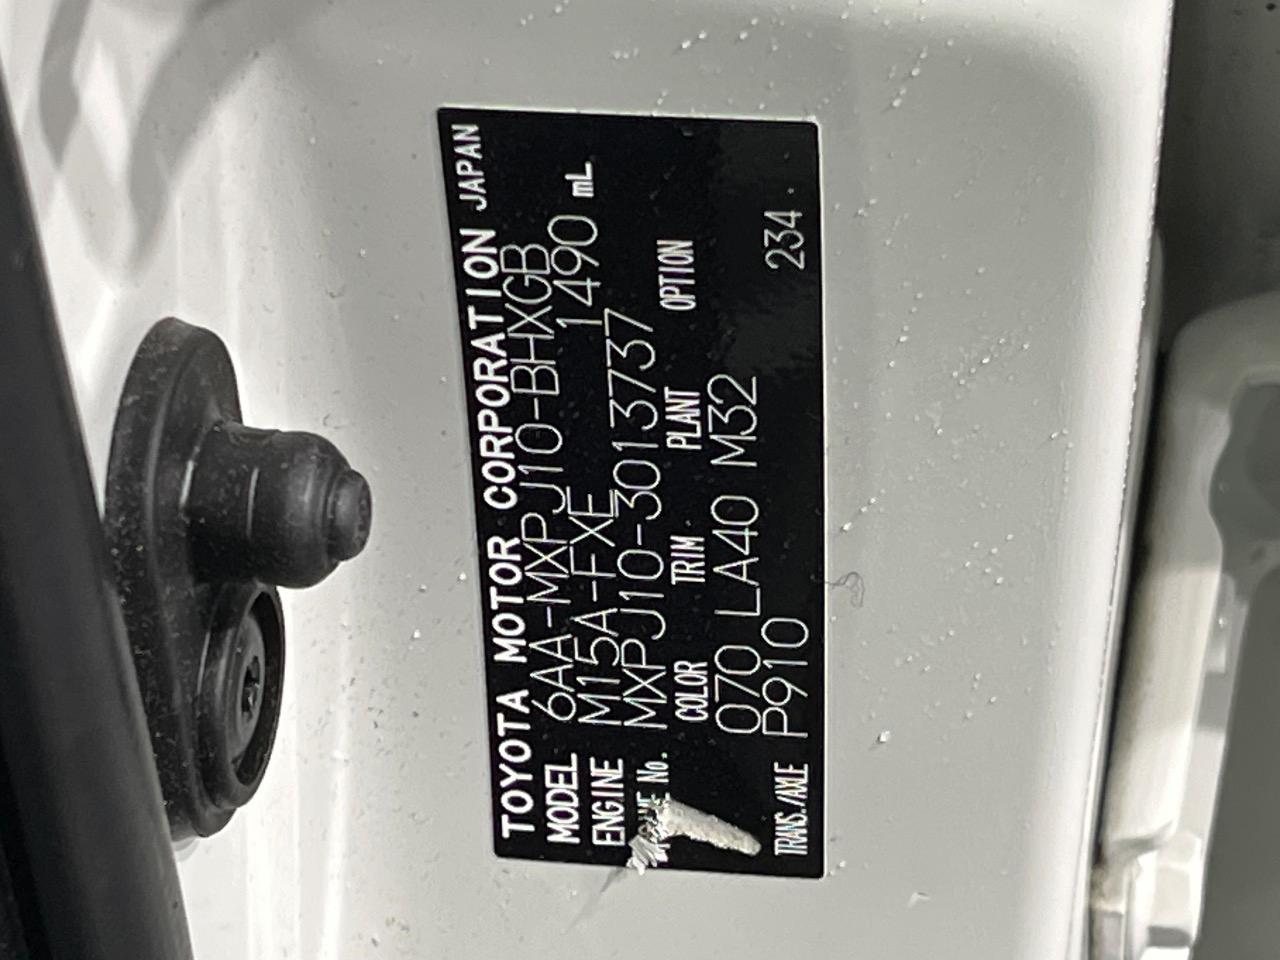 TOYOTA MOTOR CORPORATION JAPAN
MODEL 6AA-MXPJ10-BHXGB
ENGINE M15A-FXE 1490 mL
No. MXPJ10-3013737
COLOR TRIM PLANT OPTION
070 LA40 M32
TRANS./AXLE P910 234